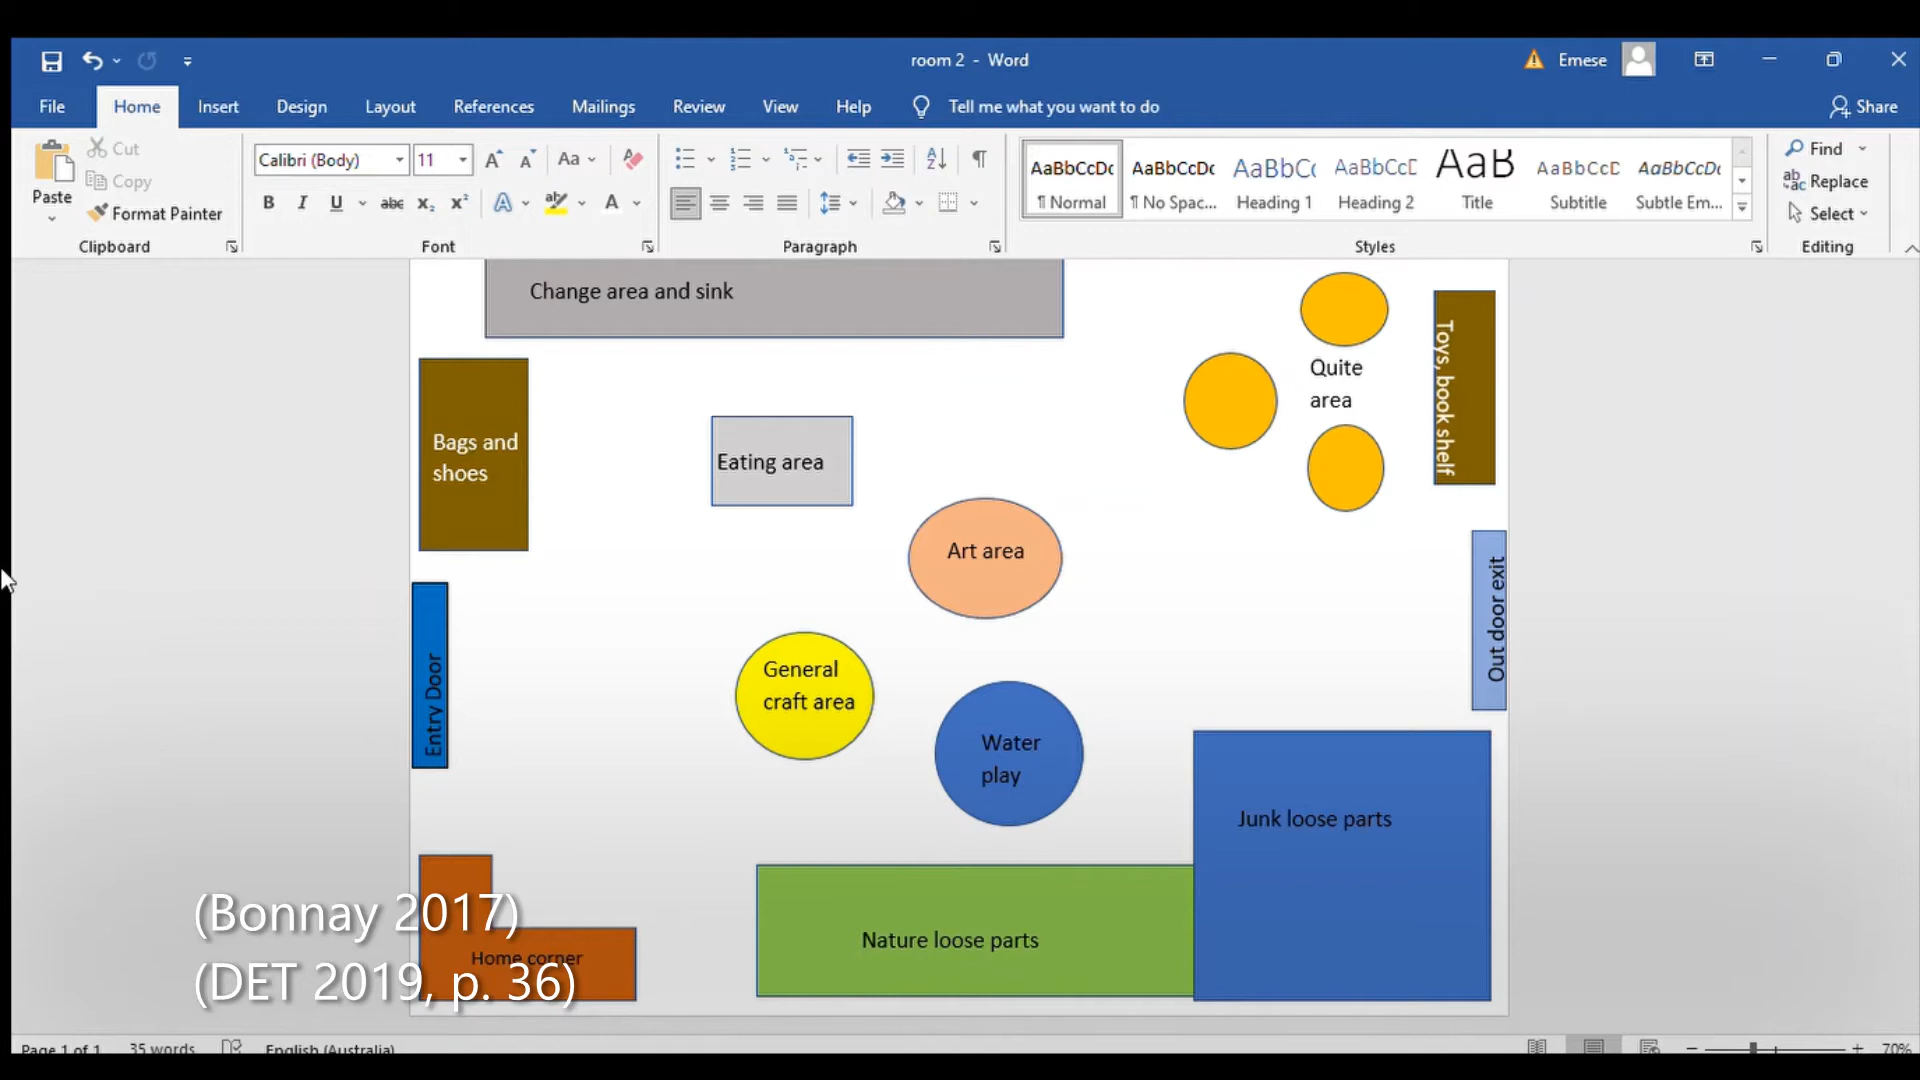 room 2 - Word
Emese
File Home Insert Design Layout References Mailings Review View Help Tell me what you want to do Share
Paste
Cut
Copy
Format Painter
Clipboard
Calibri (Body) 11
Font
Paragraph
AaBbCcDc AaBbCcDc AaBbCc AaBbCcD AaB AaBbCcD AaBbCcDc
¶ Normal ¶ No Spac... Heading 1 Heading 2 Title Subtitle Subtle Em...
Styles
Find
Replace
Select
Editing
Change area and sink
Toys, book shelf
Quite
area
Bags and
shoes
Eating area
Art area
Out door exit
Entry Door
General
craft area
Water
play
Junk loose parts
Nature loose parts
Home corner
(Bonnay 2017)
(DET 2019, p. 36)
Page 1 of 1 35 words English (Australia) 70%